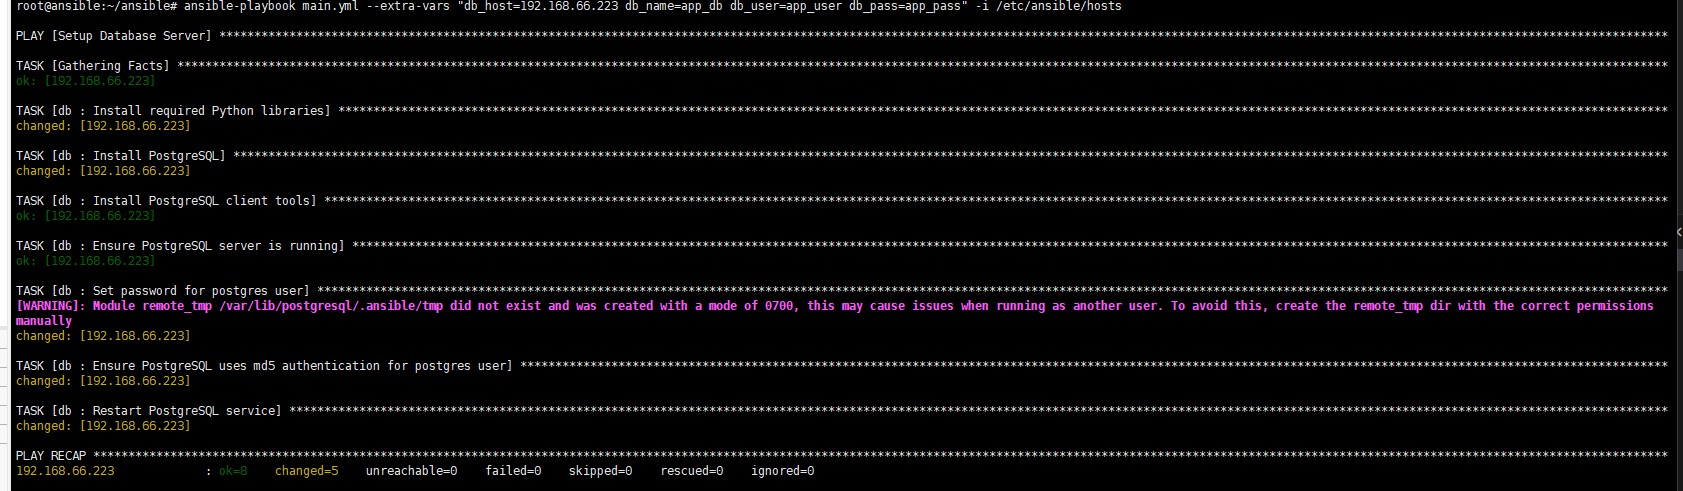 root@ansible:~/ansible# ansible-playbook main.yml --extra-vars "db_host=192.168.66.223 db_name=app_db db_user=app_user db_pass=app_pass" -i /etc/ansible/hosts
PLAY [Setup Database Server] ****************************************************************************************************************************************************************************************************************
TASK [Gathering Facts] **********************************************************************************************************************************************************************************************************************
ok: [192.168.66.223]
TASK [db : Install required Python libraries] ***********************************************************************************************************************************************************************************************
changed: [192.168.66.223]
TASK [db : Install PostgreSQL] **************************************************************************************************************************************************************************************************************
changed: [192.168.66.223]
TASK [db : Install PostgreSQL client tools] *************************************************************************************************************************************************************************************************
ok: [192.168.66.223]
TASK [db : Ensure PostgreSQL server is running] *********************************************************************************************************************************************************************************************
ok: [192.168.66.223]
TASK [db : Set password for postgres user] **************************************************************************************************************************************************************************************************
[WARNING]: Module remote_tmp /var/lib/postgresql/.ansible/tmp did not exist and was created with a mode of 0700, this may cause issues when running as another user. To avoid this, create the remote_tmp dir with the correct permissions
manually
changed: [192.168.66.223]
TASK [db : Ensure PostgreSQL uses md5 authentication for postgres user] *********************************************************************************************************************************************************************
changed: [192.168.66.223]
TASK [db : Restart PostgreSQL service] ******************************************************************************************************************************************************************************************************
changed: [192.168.66.223]
PLAY RECAP **********************************************************************************************************************************************************************************************************************************
192.168.66.223 : ok=8 changed=5 unreachable=0 failed=0 skipped=0 rescued=0 ignored=0